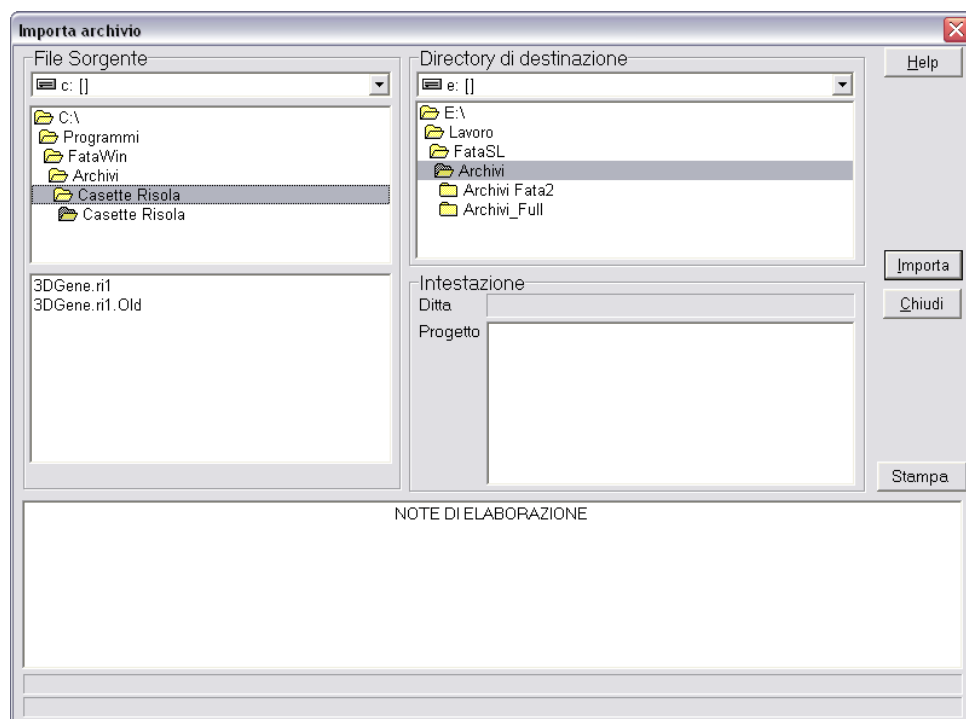 Importa archivio
File Sorgente
c: []
C:\
Programmi
FataWin
Archivi
Casette Risola
Casette Risola
3DGene.ri1
3DGene.ri1.Old
Directory di destinazione
e: []
E:\
Lavoro
FataSL
Archivi
Archivi Fata2
Archivi_Full
Intestazione
Ditta
Progetto
Help
Importa
Chiudi
Stampa
NOTE DI ELABORAZIONE